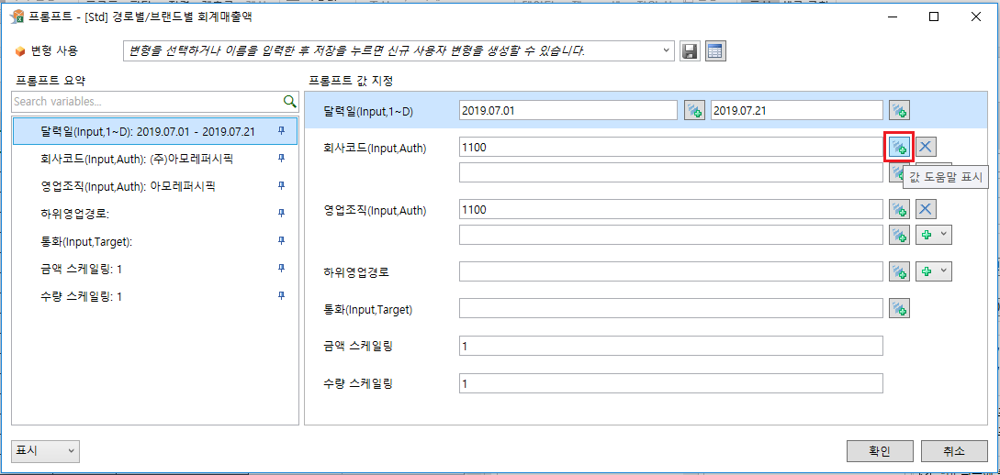 프롬프트 - [Std] 경로별/브랜드별 회계매출액
변형 사용
변형을 선택하거나 이름을 입력한 후 저장을 누르면 신규 사용자 변형을 생성할 수 있습니다.
프롬프트 요약
Search variables...
달력일(Input,1~D): 2019.07.01 - 2019.07.21
회사코드(Input,Auth): (주)아모레퍼시픽
영업조직(Input,Auth): 아모레퍼시픽
하위영업경로:
통화(Input,Target):
금액 스케일링: 1
수량 스케일링: 1
프롬프트 값 지정
달력일(Input,1~D) 2019.07.01 2019.07.21
회사코드(Input,Auth) 1100
값 도움말 표시
영업조직(Input,Auth) 1100
하위영업경로
통화(Input,Target)
금액 스케일링 1
수량 스케일링 1
표시
확인 취소